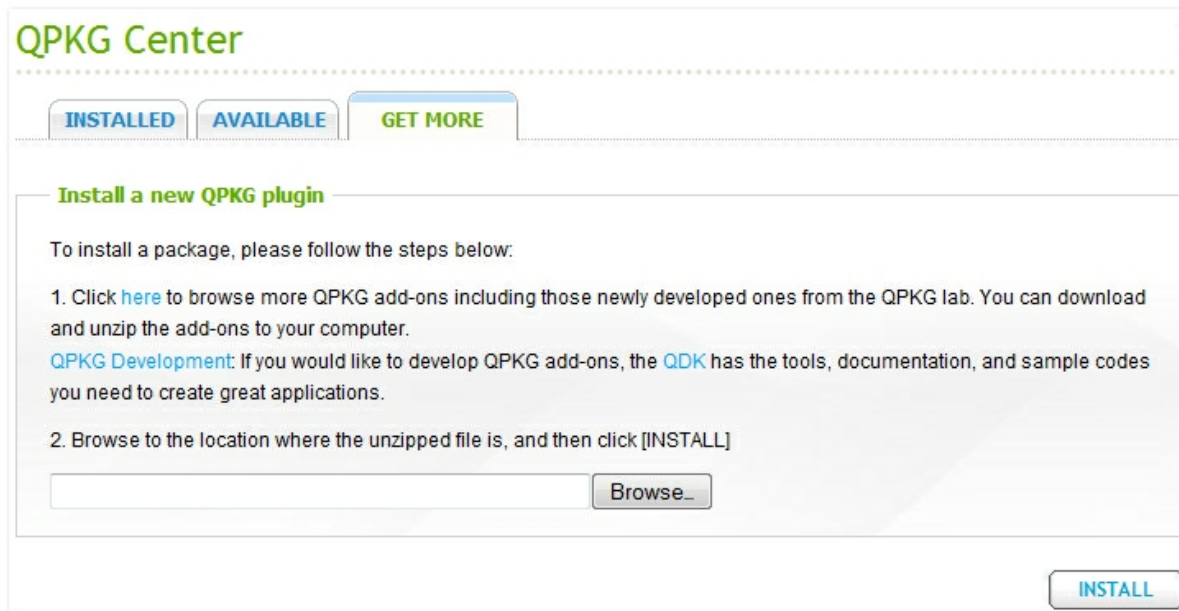 QPKG Center
INSTALLED AVAILABLE GET MORE
Install a new QPKG plugin
To install a package, please follow the steps below:
1. Click here to browse more QPKG add-ons including those newly developed ones from the QPKG lab. You can download
and unzip the add-ons to your computer.
QPKG Development: If you would like to develop QPKG add-ons, the QDK has the tools, documentation, and sample codes
you need to create great applications.
2. Browse to the location where the unzipped file is, and then click [INSTALL]
Browse…
INSTALL